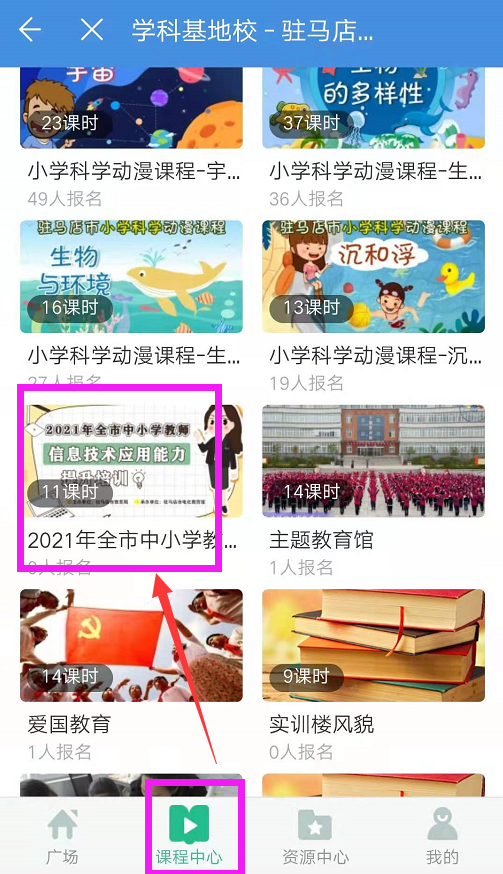 学科基地校 - 驻马店...
宇宙
23课时
小学科学动漫课程-宇...
49人报名
生物
的多样性
37课时
小学科学动漫课程-生...
36人报名
驻马店市小学科学动漫课程
生物
与环境
16课时
小学科学动漫课程-生...
27人报名
驻马店市小学科学动漫课程
沉和浮
13课时
小学科学动漫课程-沉...
19人报名
2021年全市中小学教师
信息技术应用能力
提升培训
11课时
2021年全市中小学教...
0人报名
14课时
主题教育馆
1人报名
14课时
爱国教育
1人报名
9课时
实训楼风貌
0人报名
广场
课程中心
资源中心
我的